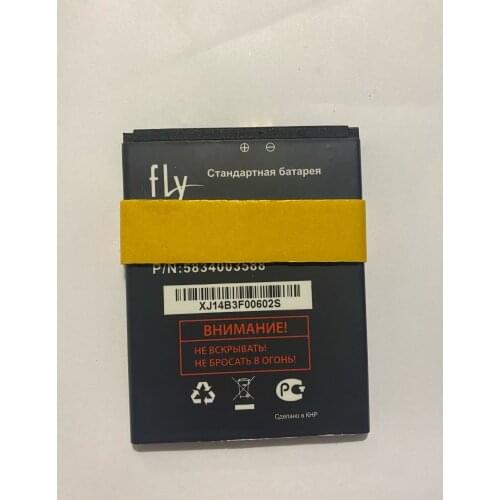 fly
Стандартная батарея
P/N:5834003588
XJ14B3F00602S
ВНИМАНИЕ!
НЕ ВСКРЫВАТЬ!
НЕ БРОСАТЬ В ОГОНЬ!
Сделано в КНР